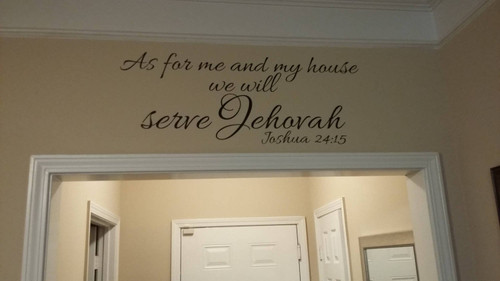 As for me and my house
we will
serve Jehovah
Joshua 24:15